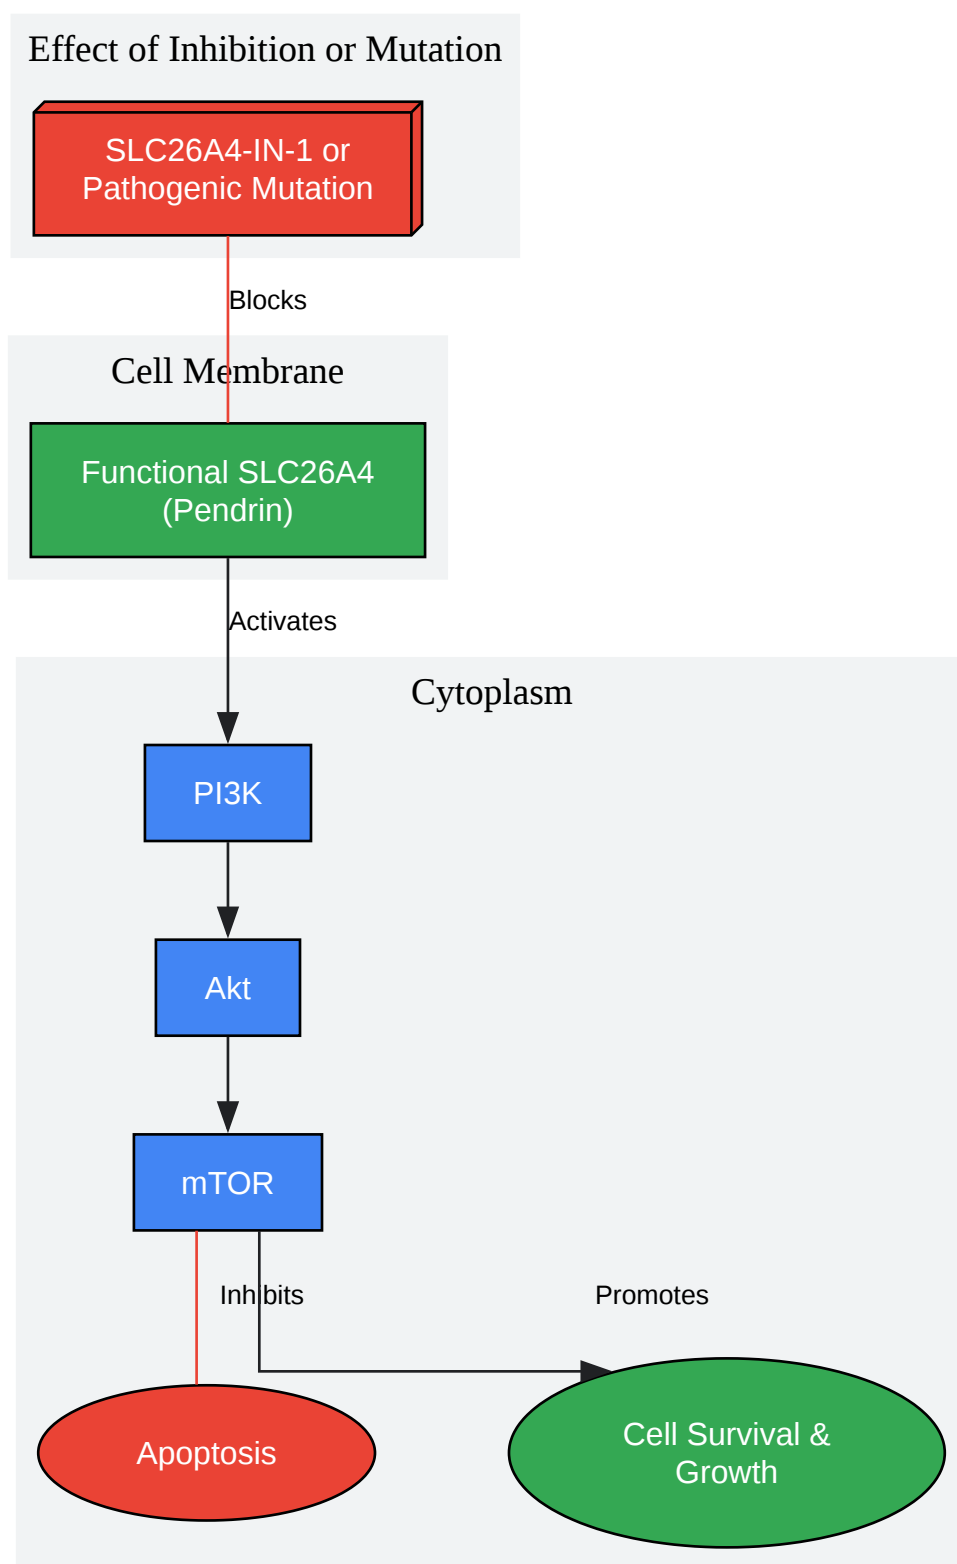 Effect of Inhibition or Mutation
SLC26A4-IN-1 or
Pathogenic Mutation
Blocks
Cell Membrane
Functional SLC26A4
(Pendrin)
Activates
Cytoplasm
PI3K
Akt
mTOR
Inhibits
Promotes
Apoptosis
Cell Survival &
Growth